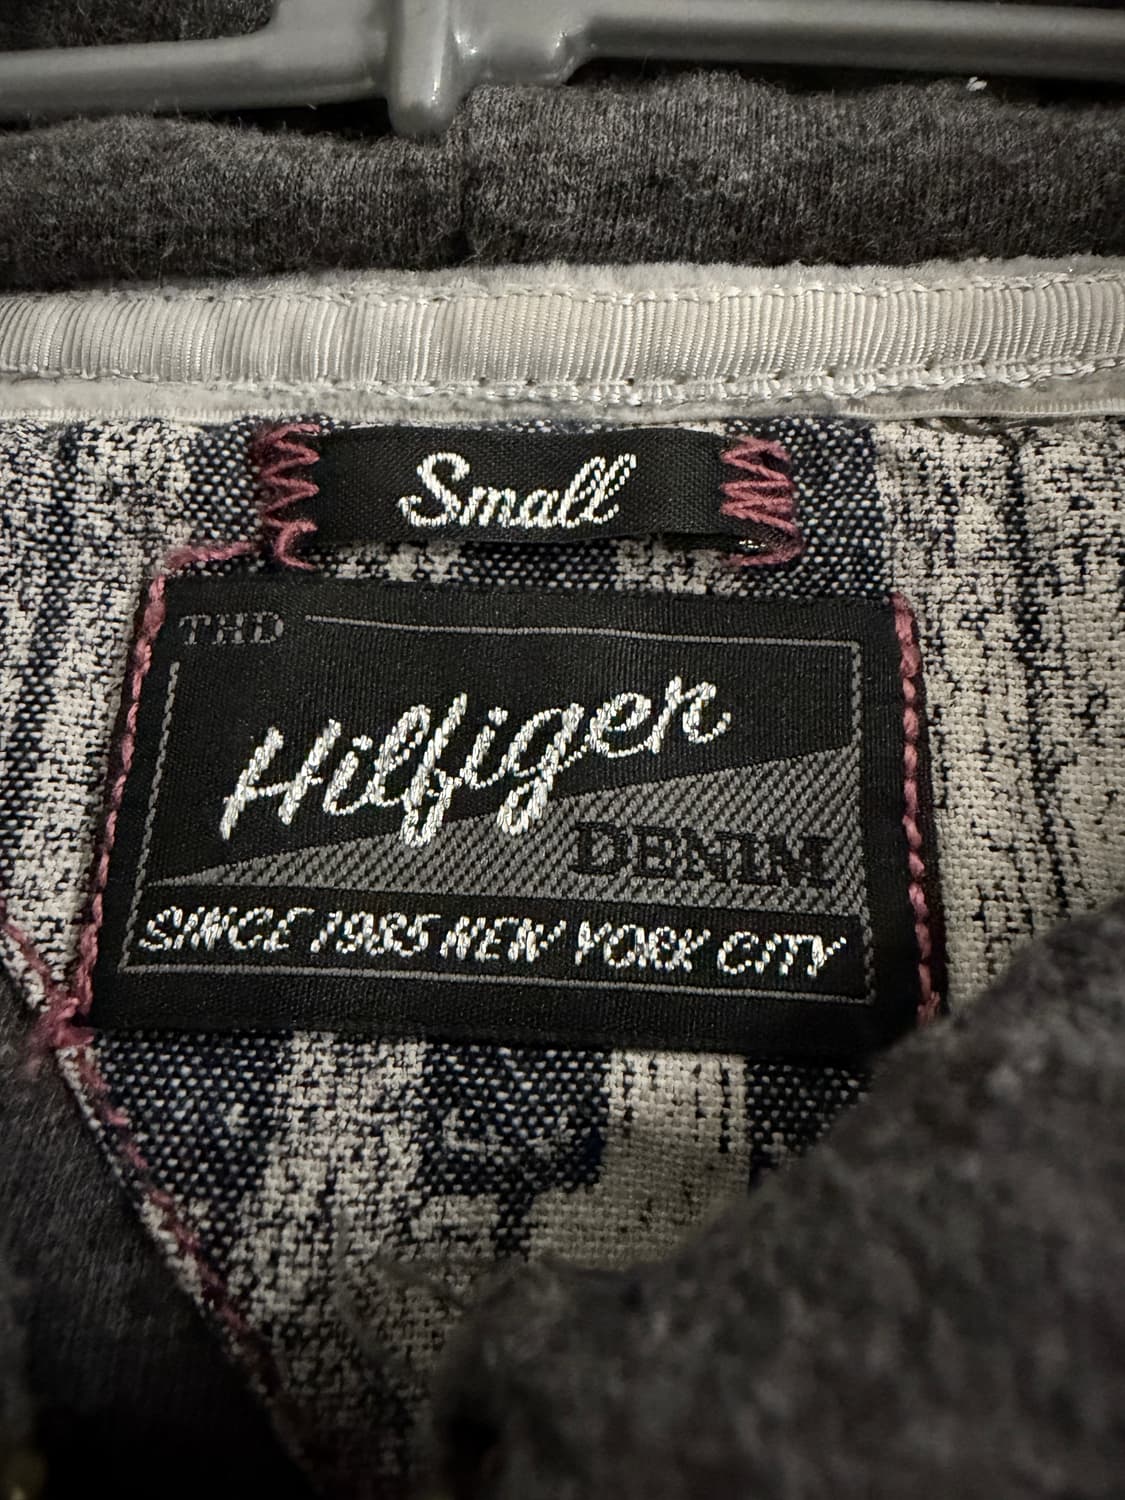 Small
THD
Hilfiger
DENIM
SINCE 1985 NEW YORK CITY